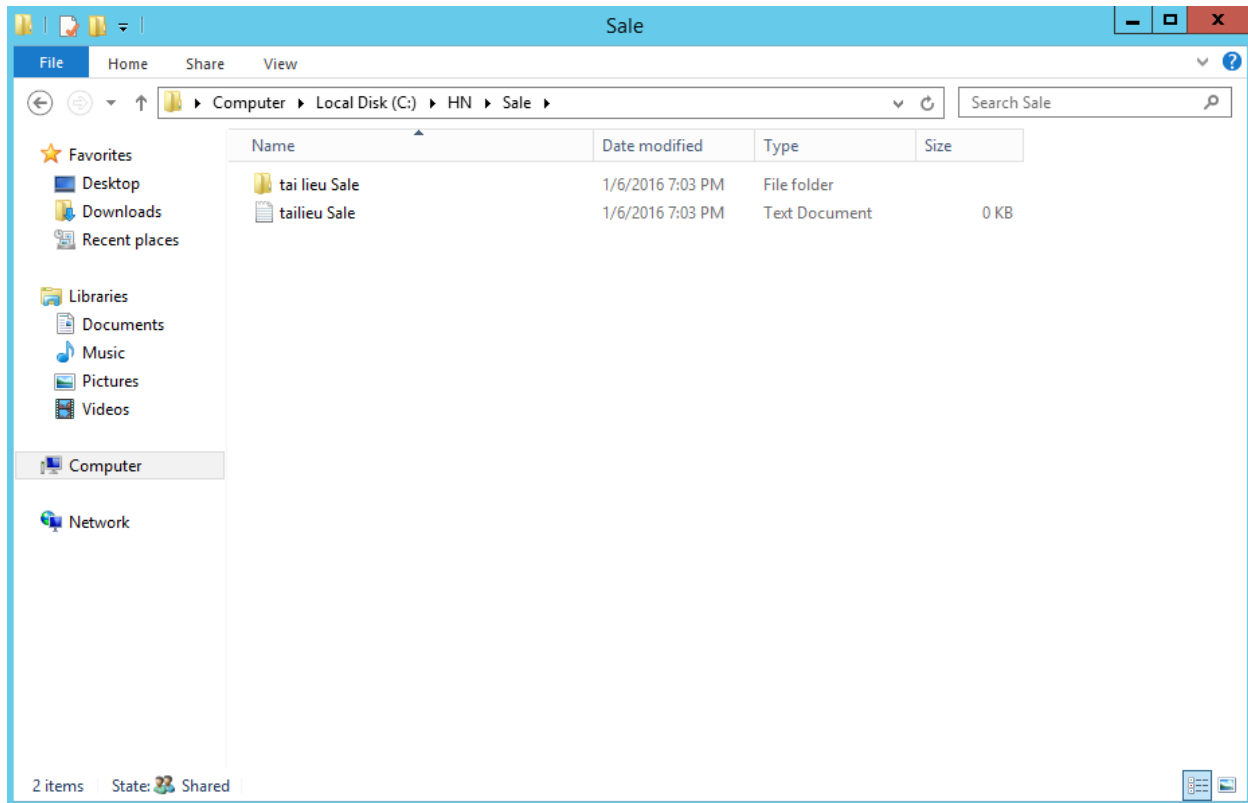 Sale
File Home Share View
Computer Local Disk (C:) HN Sale Search Sale
Name Date modified Type Size
Favorites
Desktop
Downloads
Recent places
Libraries
Documents
Music
Pictures
Videos
Computer
Network
tai lieu Sale 1/6/2016 7:03 PM File folder
tailieu Sale 1/6/2016 7:03 PM Text Document 0 KB
2 items State: Shared